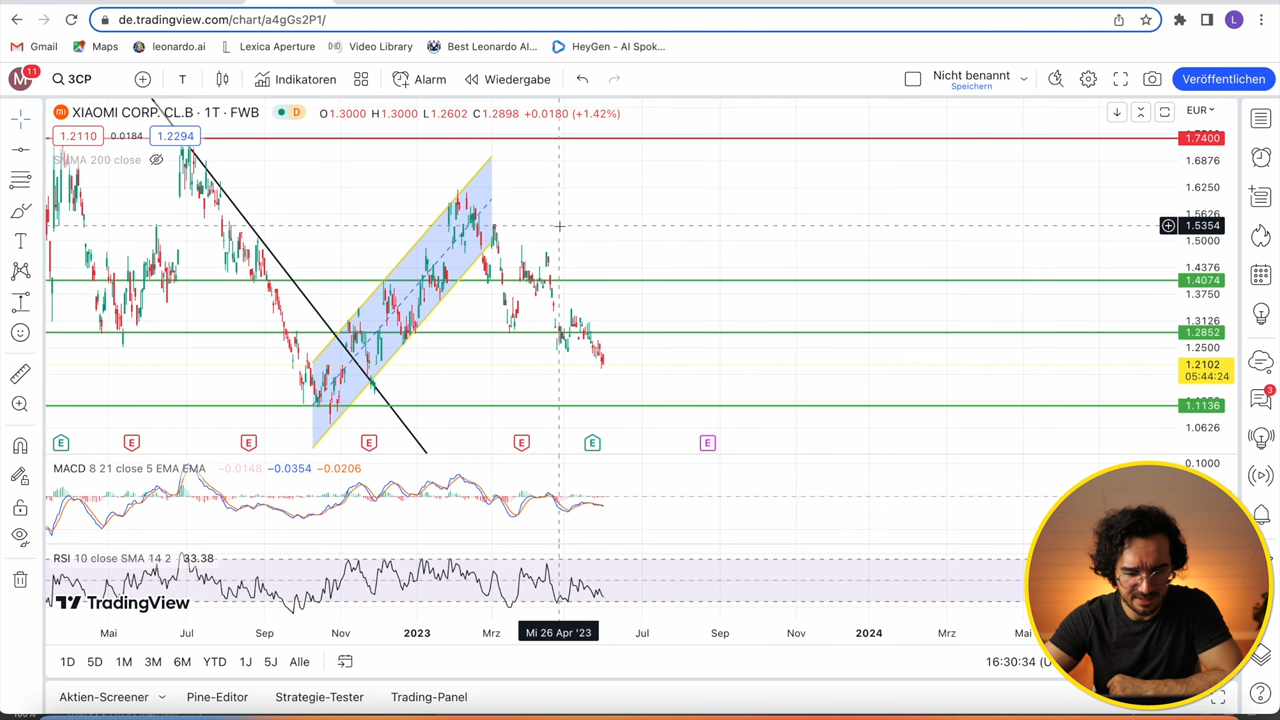 de.tradingview.com/chart/a4gGs2P1/
L
Gmail
Maps
leonardo.ai
Lexica Aperture
Video Library
Best Leonardo AI...
HeyGen - AI Spok...
M
11
3CP
Indikatoren
Alarm
Wiedergabe
Nicht benannt
Speichern
Veröffentlichen
XIAOMI CORP. CL.B · 1T · FWB
D
O1.3000 H1.3000 L1.2602 C1.2898 +0.0180 (+1.42%)
EUR
1.2110
0.0184
1.2294
SMA 200 close
1.7400
1.6876
1.6250
1.5626
1.5354
1.5000
1.4376
1.4074
1.3750
1.3126
1.2852
1.2500
1.2102
05:44:24
1.1136
1.0626
E
E
E
E
E
E
E
MACD 8 21 close 5 EMA EMA −0.0148 −0.0354 −0.0206
0.1000
RSI 10 close SMA 14 2 33.38
TradingView
Mai
Jul
Sep
Nov
2023
Mrz
Mi 26 Apr '23
Jul
Sep
Nov
2024
Mrz
Mai
3
1D 5D 1M 3M 6M YTD 1J 5J Alle
16:30:34 (U
Aktien-Screener
Pine-Editor
Strategie-Tester
Trading-Panel